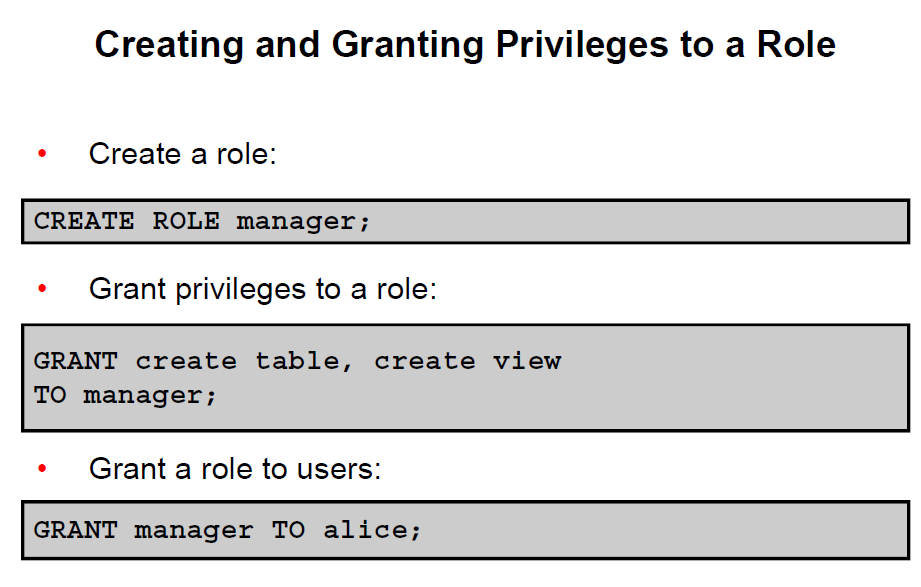 Creating and Granting Privileges to a Role
• Create a role:
CREATE ROLE manager;
• Grant privileges to a role:
GRANT create table, create view
TO manager;
• Grant a role to users:
GRANT manager TO alice;